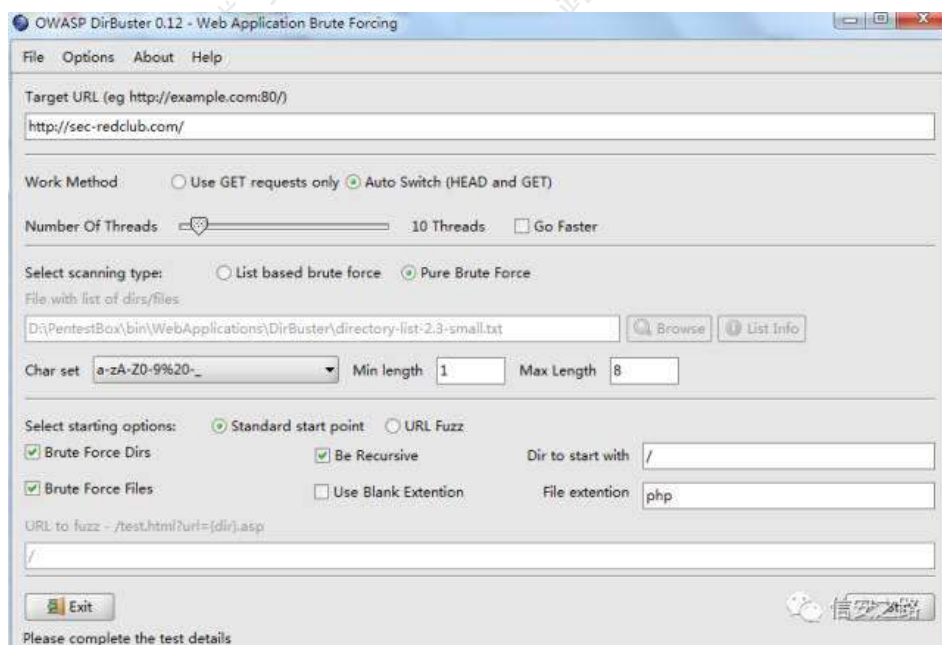 OWASP DirBuster 0.12 - Web Application Brute Forcing
File Options About Help
Target URL (eg http://example.com:80/)
http://sec-redclub.com/
Work Method Use GET requests only Auto Switch (HEAD and GET)
Number Of Threads 10 Threads Go Faster
Select scanning type: List based brute force Pure Brute Force
File with list of dirs/files
D:\PentestBox\bin\WebApplications\DirBuster\directory-list-2.3-small.txt Browse List Info
Char set a-zA-Z0-9%20-_ Min length 1 Max Length 8
Select starting options: Standard start point URL Fuzz
Brute Force Dirs Be Recursive Dir to start with /
Brute Force Files Use Blank Extention File extention php
URL to fuzz - /test.html?url={dir}.asp
/
Exit 信安之路
Please complete the test details